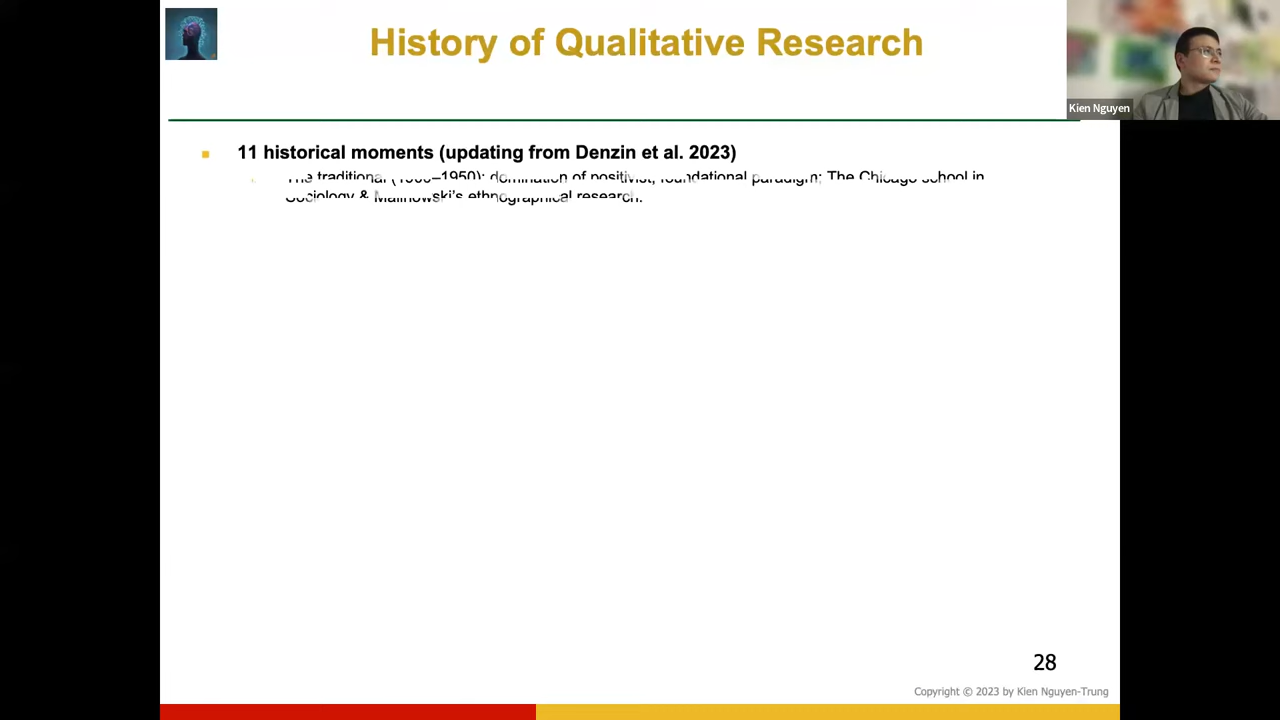 History of Qualitative Research
Kien Nguyen
11 historical moments (updating from Denzin et al. 2023)
The traditional (1900–1950): domination of positivist, foundational paradigm; The Chicago school in
Sociology & Malinowski's ethnographical research.
28
Copyright © 2023 by Kien Nguyen-Trung